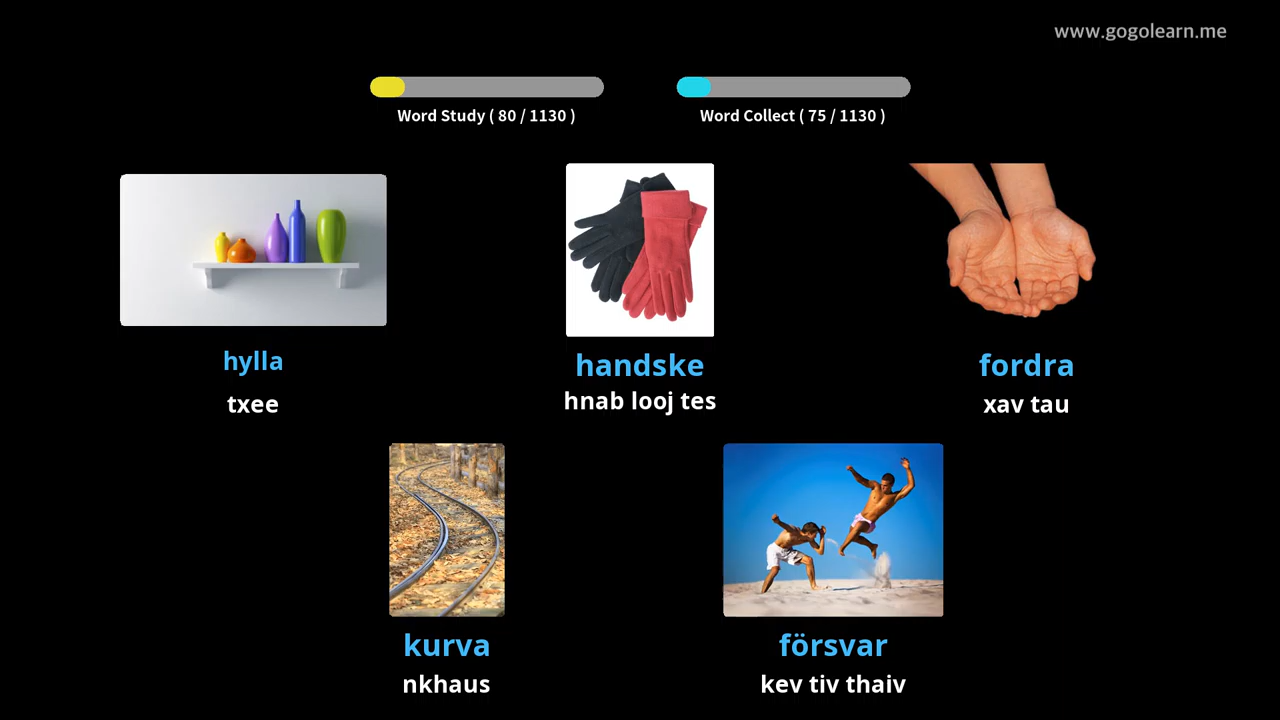 www.gogolearn.me
Word Study ( 80 / 1130 )
Word Collect ( 75 / 1130 )
hylla
handske
fordra
txee
hnab looj tes
xav tau
kurva
försvar
nkhaus
kev tiv thaiv